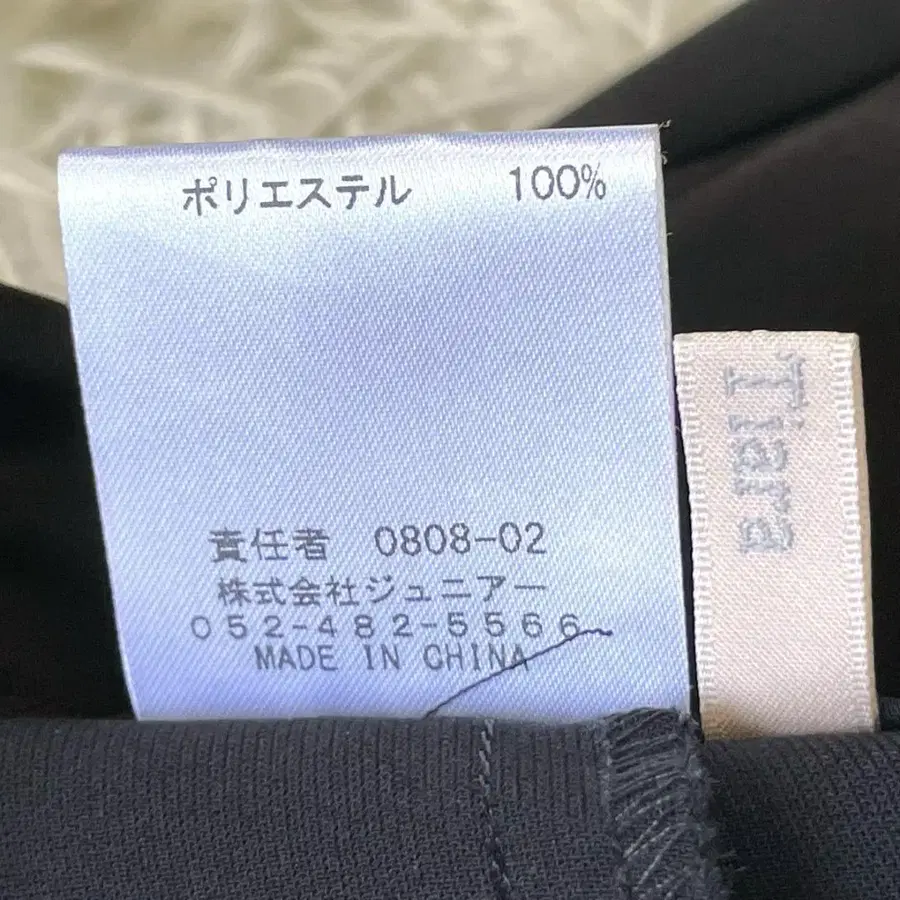 ポリエステル 100%
責任者 0808-02
株式会社ジュニアー
052-482-5566
MADE IN CHINA
Tiara